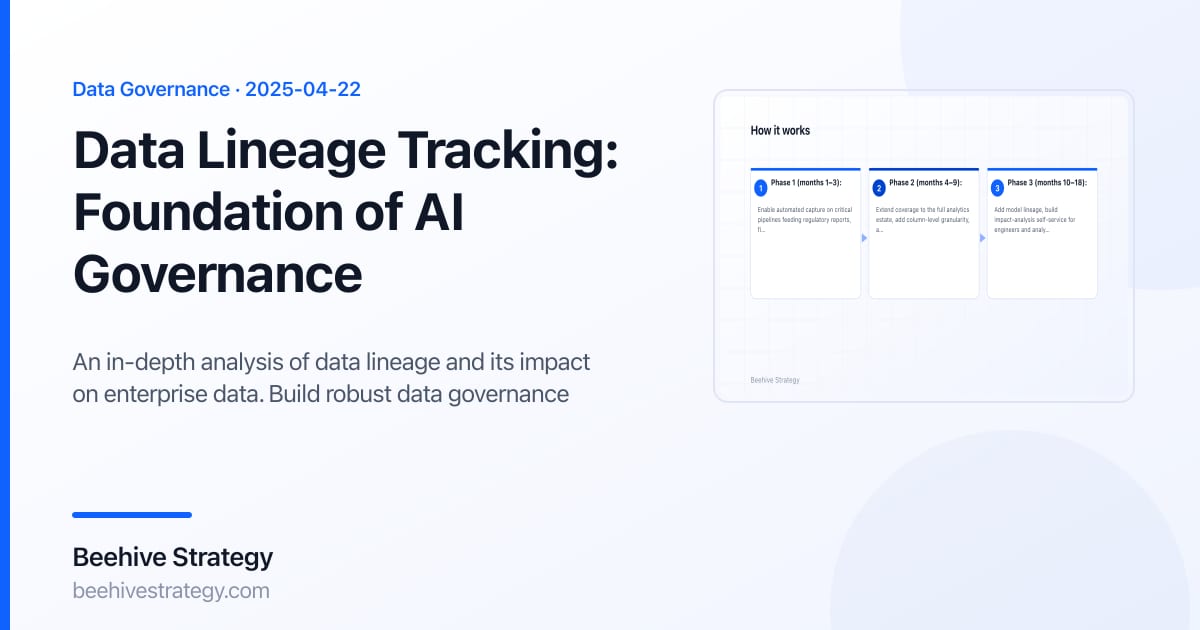 Data Governance · 2025-04-22
Data Lineage Tracking:
Foundation of AI
Governance
An in-depth analysis of data lineage and its impact
on enterprise data. Build robust data governance
Beehive Strategy
beehivestrategy.com
How it works
1 Phase 1 (months 1–3):
Enable automated capture on critical
pipelines feeding regulatory reports,
fi...
2 Phase 2 (months 4–9):
Extend coverage to the full analytics
estate, add column-level granularity,
a...
3 Phase 3 (months 10–18):
Add model lineage, build
impact-analysis self-service for
engineers and analy...
Beehive Strategy